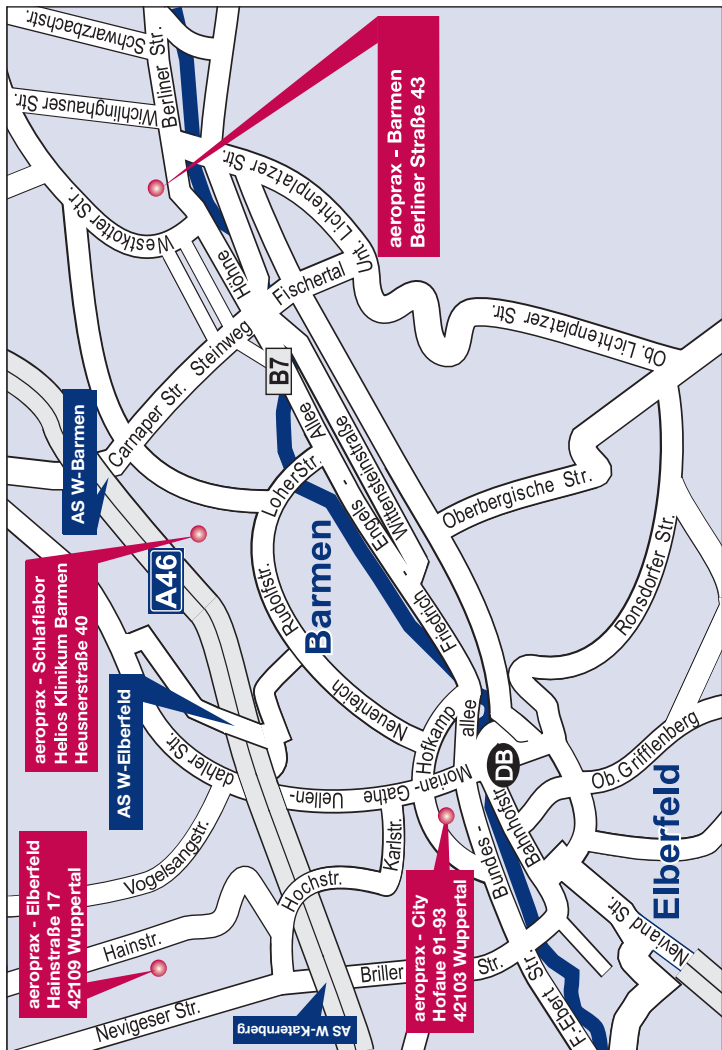 Schwarzbachstr.
Berliner Str.
Wichlinghauser Str.
aeroprax - Barmen
Berliner Straße 43
Westkotter Str.
Höhne
Unt. Lichtenplatzer Str.
Fischertal
Ob. Lichtenplatzer Str.
Carnaper Str.
Steinweg
B7
AS W-Barmen
Loher Str.
Friedrich - Engels - Allee
Wittensteinstraße
Oberbergische Str.
aeroprax - Schlaflabor
Helios Klinikum Barmen
Heusnerstraße 40
A46
Rudolfstr.
Barmen
Ronsdorfer Str.
AS W-Elberfeld
Neuenteich
Hofkamp
Uellen-
dahler Str.
Gathe
Morian-
Bundes-
allee
DB
Bahnhofstr.
Ob. Grifflenberg
Elberfeld
Vogelsangstr.
Karlstr.
Hochstr.
aeroprax - Elberfeld
Hainstraße 17
42109 Wuppertal
Hainstr.
aeroprax - City
Hofaue 91-93
42103 Wuppertal
Nevigeser Str.
Briller Str.
AS W-Katernberg
F.-Ebert Str.
Nevland Str.